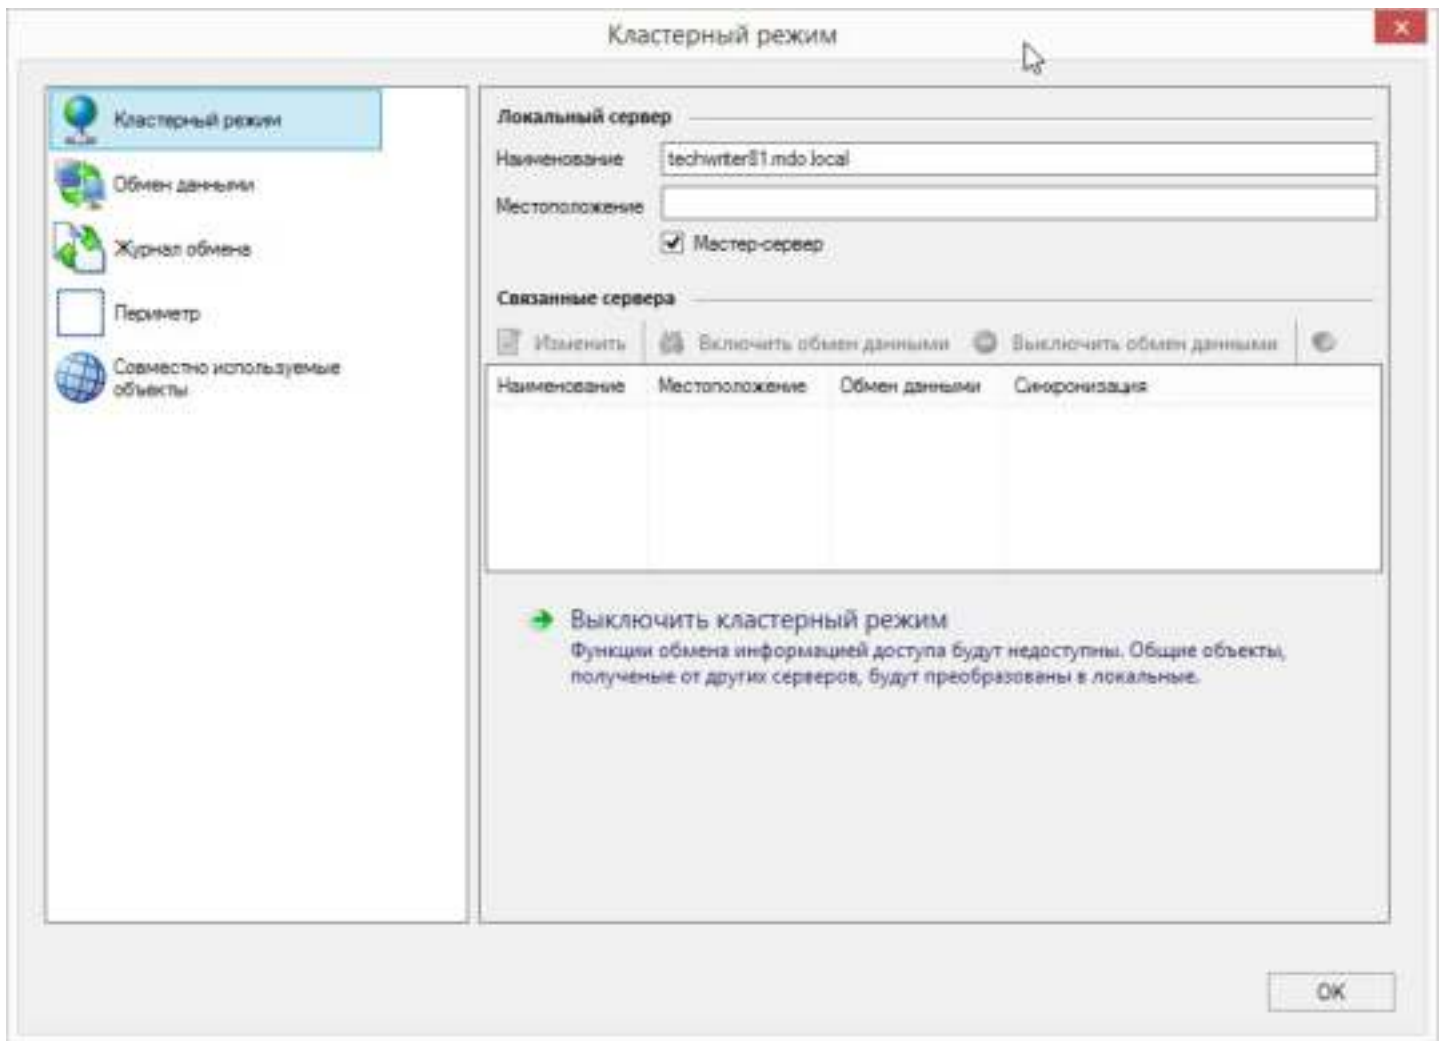 Кластерный режим
Кластерный режим
Обмен данными
Журнал обмена
Периметр
Совместно используемые
объекты
Локальный сервер
Наименование techwriter81.mdo.local
Местоположение
Мастер-сервер
Связанные сервера
Изменить Включить обмен данными Выключить обмен данными
Наименование Местоположение Обмен данными Синхронизация
Выключить кластерный режим
Функции обмена информацией доступа будут недоступны. Общие объекты,
полученые от других серверов, будут преобразованы в локальные.
OK